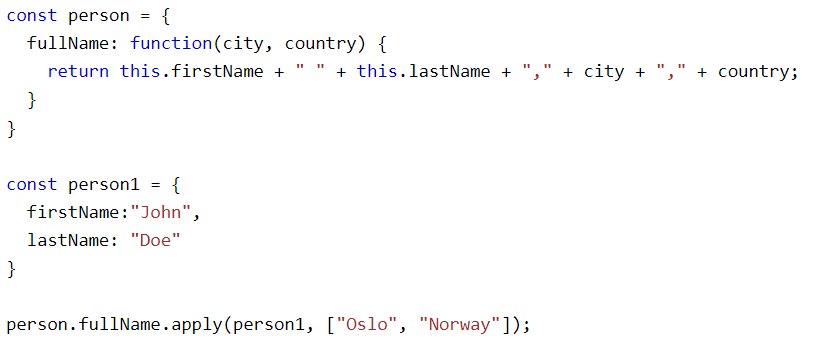 const person = {
  fullName: function(city, country) {
    return this.firstName + " " + this.lastName + "," + city + "," + country;
  }
}

const person1 = {
  firstName:"John",
  lastName: "Doe"
}

person.fullName.apply(person1, ["Oslo", "Norway"]);